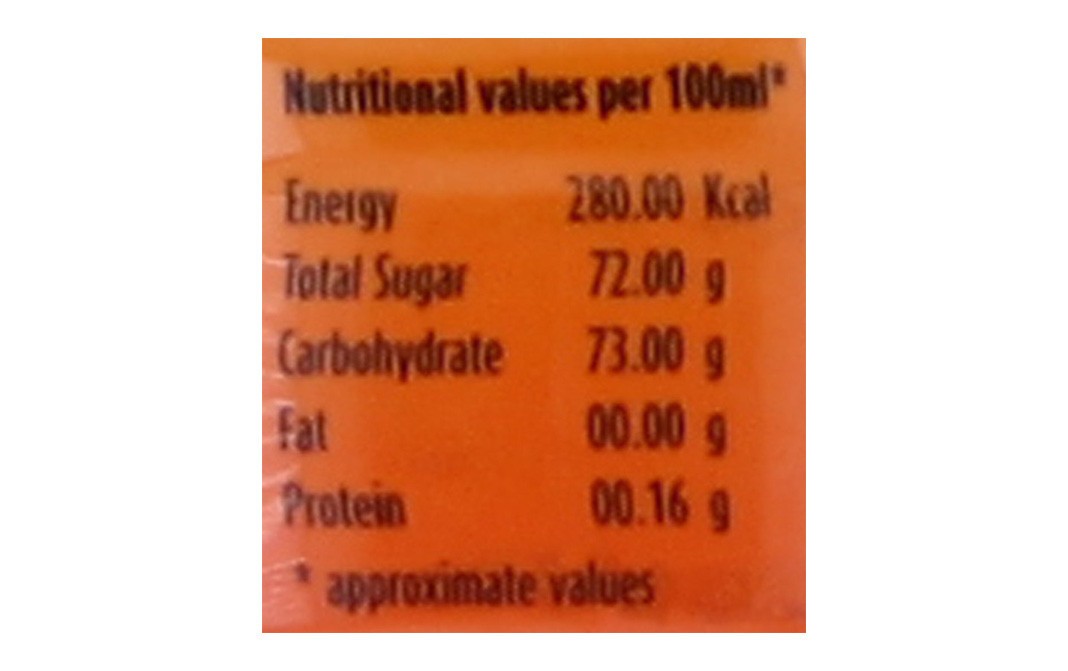 Nutritional values per 100ml*
Energy 280.00 Kcal
Total Sugar 72.00 g
Carbohydrate 73.00 g
Fat 00.00 g
Protein 00.16 g
* approximate values